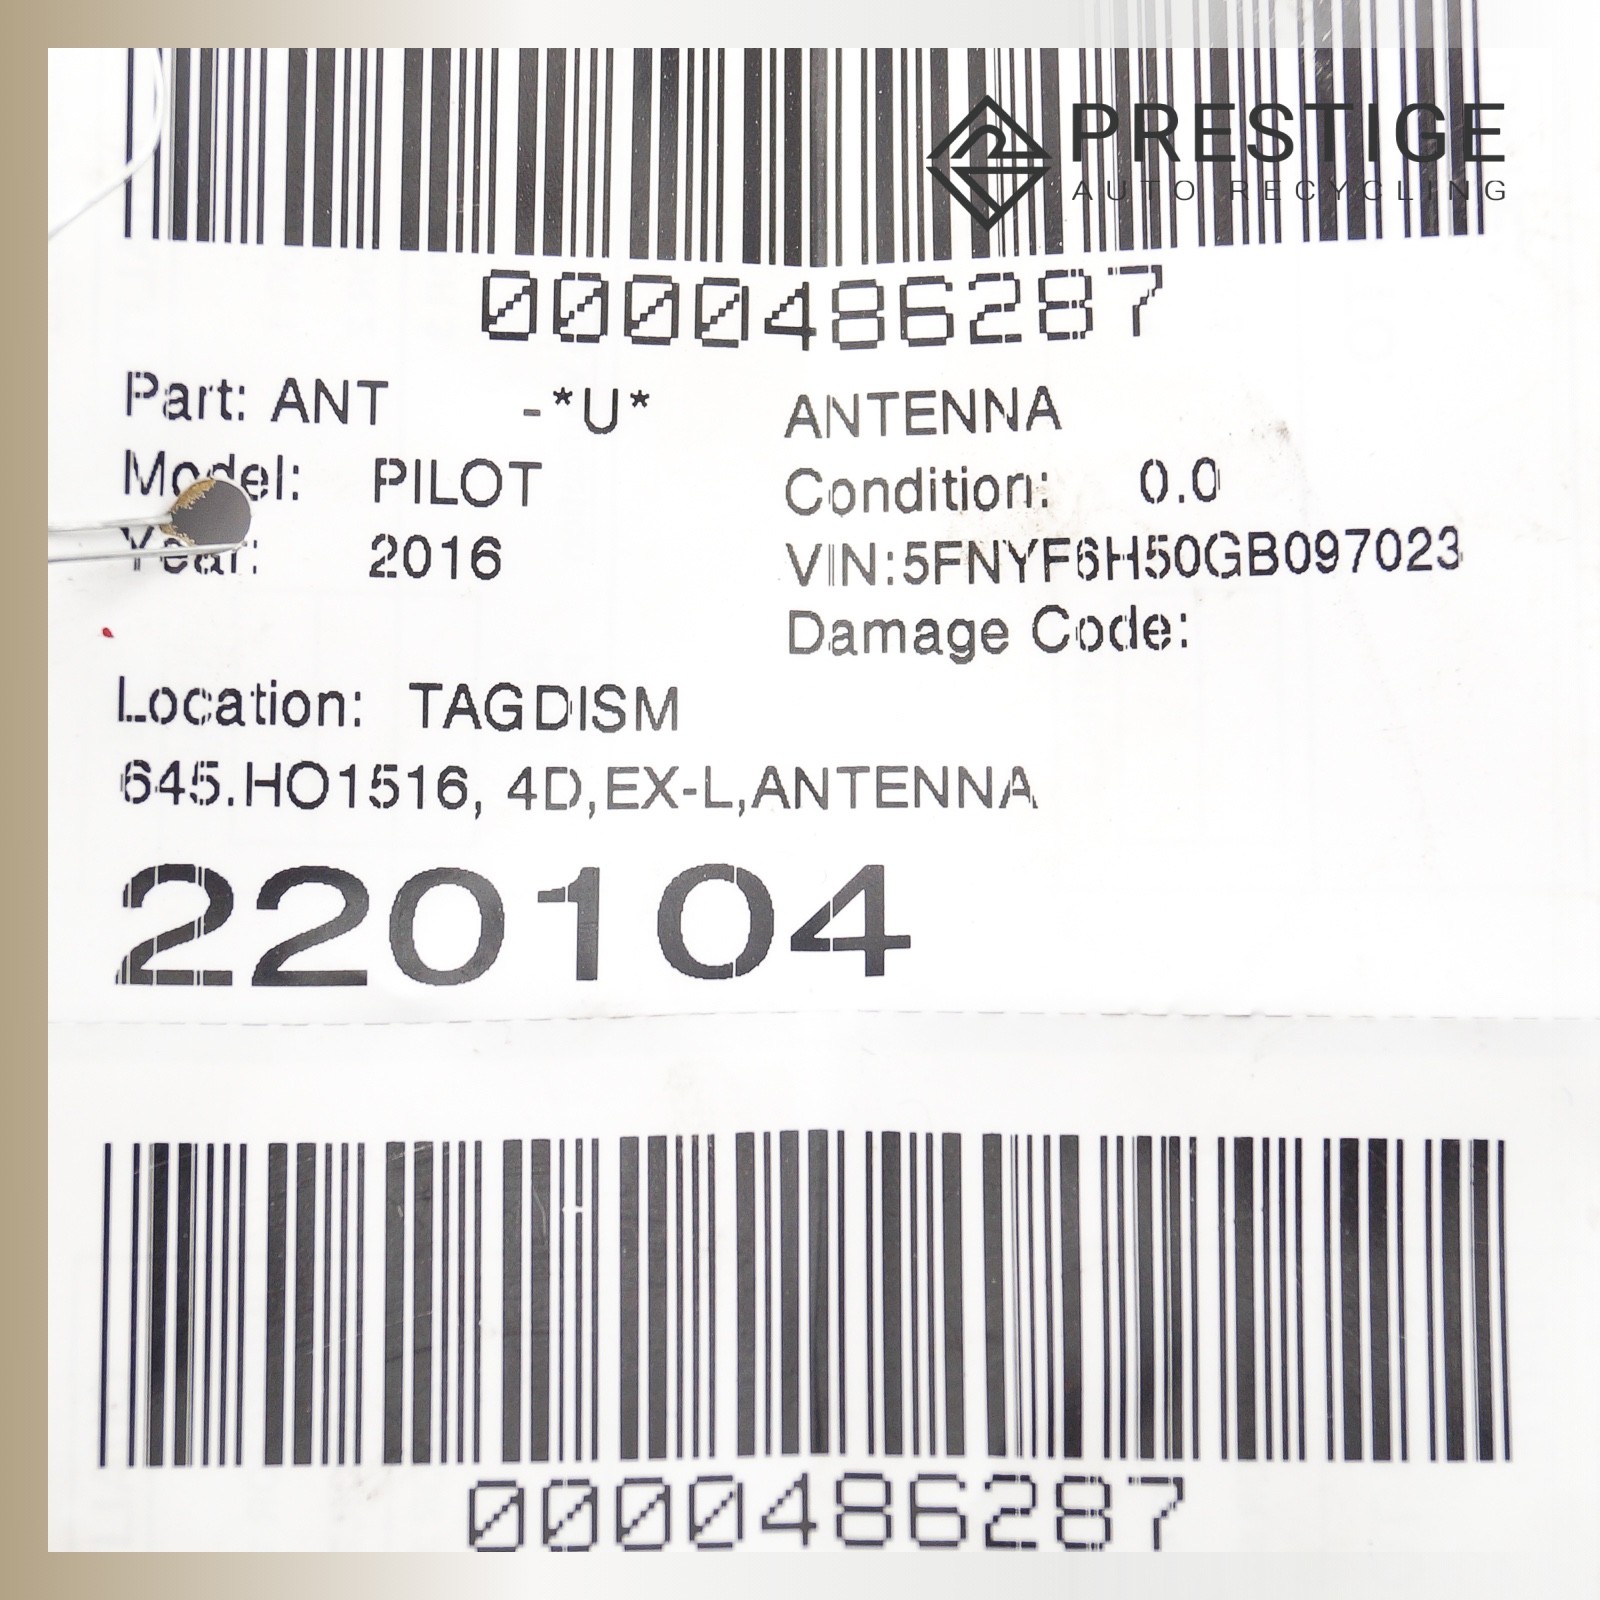 PRESTIGE
AUTO RECYCLING
0000486287
Part: ANT -*U* ANTENNA
Model: PILOT Condition: 0.0
Year: 2016 VIN:5FNYF6H50GB097023
Damage Code:
Location: TAGDISM
645.HO1516, 4D,EX-L,ANTENNA
220104
0000486287